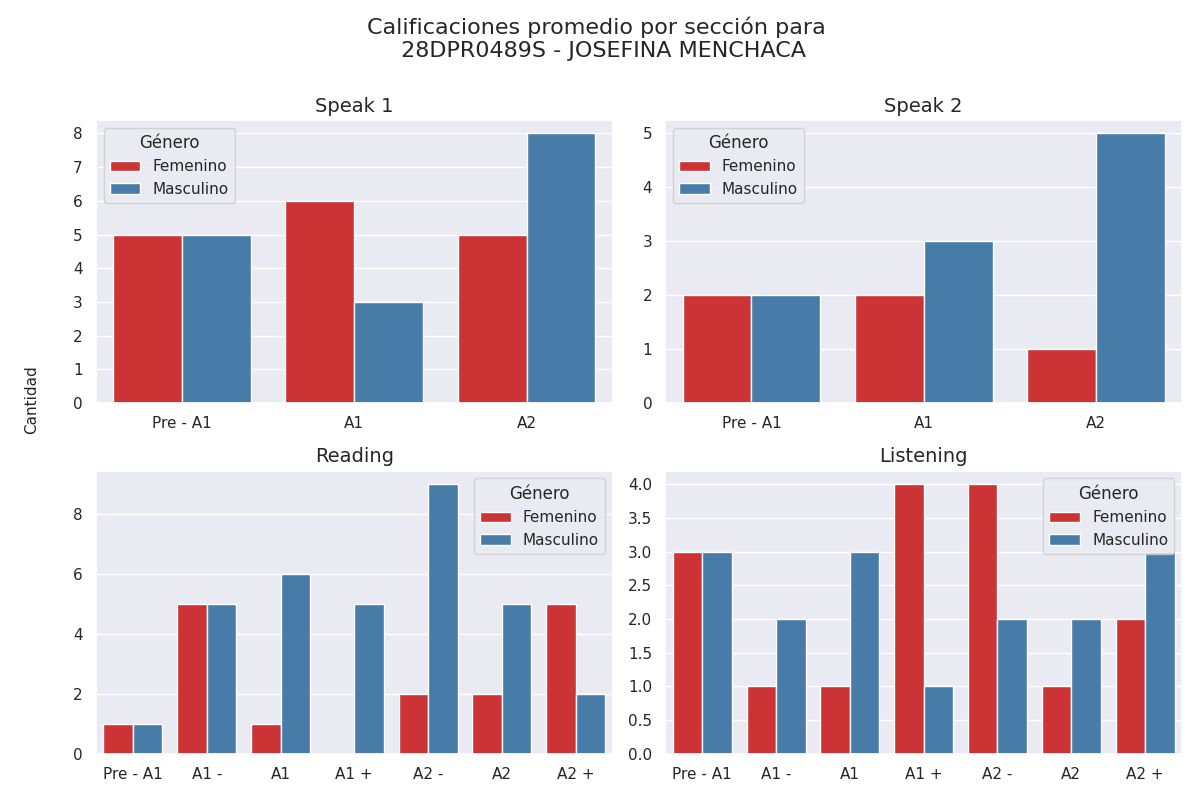 Calificaciones promedio por sección para
28DPR0489S - JOSEFINA MENCHACA
Cantidad
Speak 1
Género
Femenino
Masculino
8
7
6
5
4
3
2
1
0
Pre - A1 A1 A2
Speak 2
Género
Femenino
Masculino
5
4
3
2
1
0
Pre - A1 A1 A2
Reading
Género
Femenino
Masculino
8
6
4
2
0
Pre - A1 A1 - A1 A1 + A2 - A2 A2 +
Listening
Género
Femenino
Masculino
4.0
3.5
3.0
2.5
2.0
1.5
1.0
0.5
0.0
Pre - A1 A1 - A1 A1 + A2 - A2 A2 +